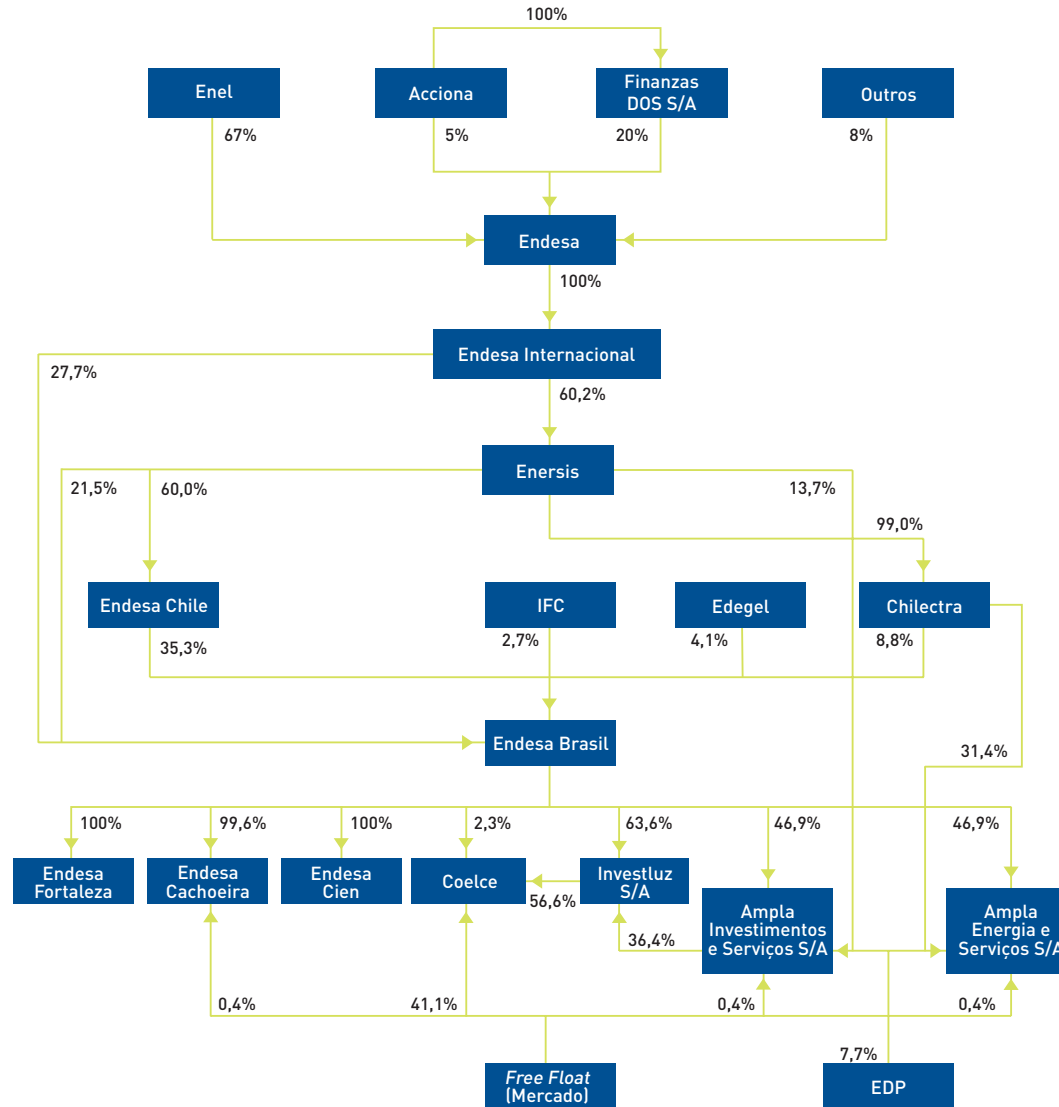 100%
Enel
Acciona
Finanzas
DOS S/A
Outros
67%
5%
20%
8%
Endesa
100%
Endesa Internacional
27,7%
60,2%
Enersis
21,5%
60,0%
13,7%
99,0%
Endesa Chile
IFC
Edegel
Chilectra
35,3%
2,7%
4,1%
8,8%
Endesa Brasil
31,4%
100%
99,6%
100%
2,3%
63,6%
46,9%
46,9%
Endesa
Fortaleza
Endesa
Cachoeira
Endesa
Cien
Coelce
Investluz
S/A
56,6%
Ampla
Investimentos
e Serviços S/A
Ampla
Energia e
Serviços S/A
36,4%
0,4%
41,1%
0,4%
0,4%
7,7%
Free Float
(Mercado)
EDP